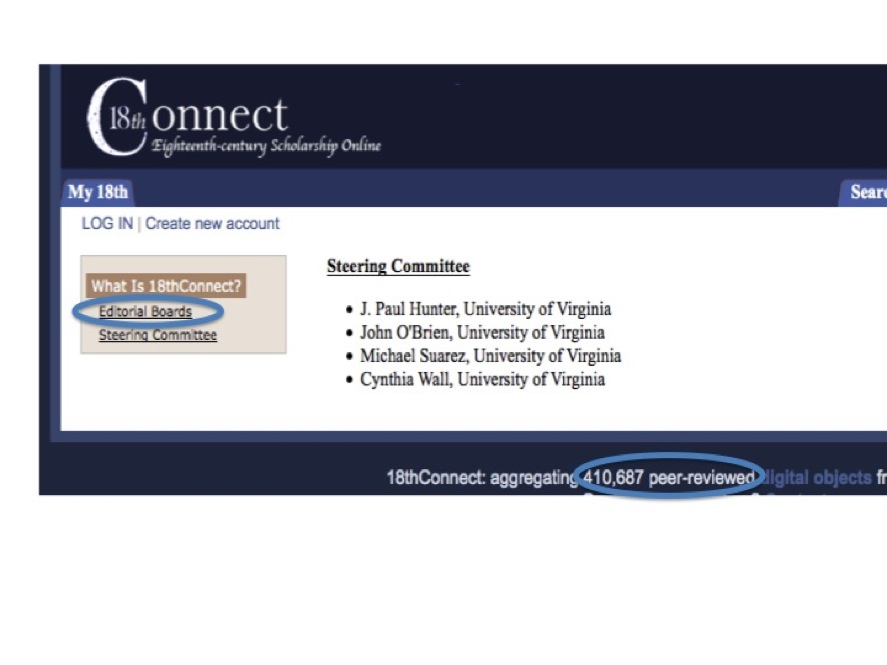 18th Connect
Eighteenth-century Scholarship Online
My 18th
LOG IN | Create new account
What Is 18thConnect?
Editorial Boards
Steering Committee
Steering Committee
• J. Paul Hunter, University of Virginia
• John O'Brien, University of Virginia
• Michael Suarez, University of Virginia
• Cynthia Wall, University of Virginia
18thConnect: aggregating 410,687 peer-reviewed digital objects